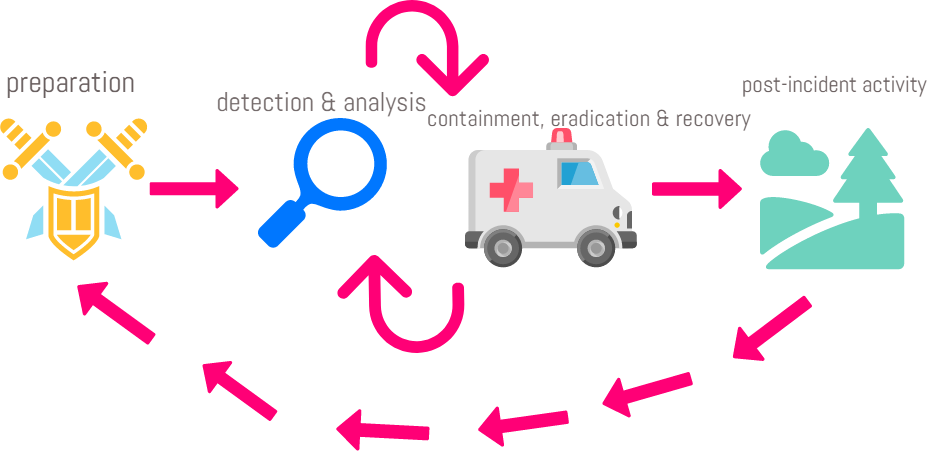 preparation
detection & analysis
containment, eradication & recovery
post-incident activity